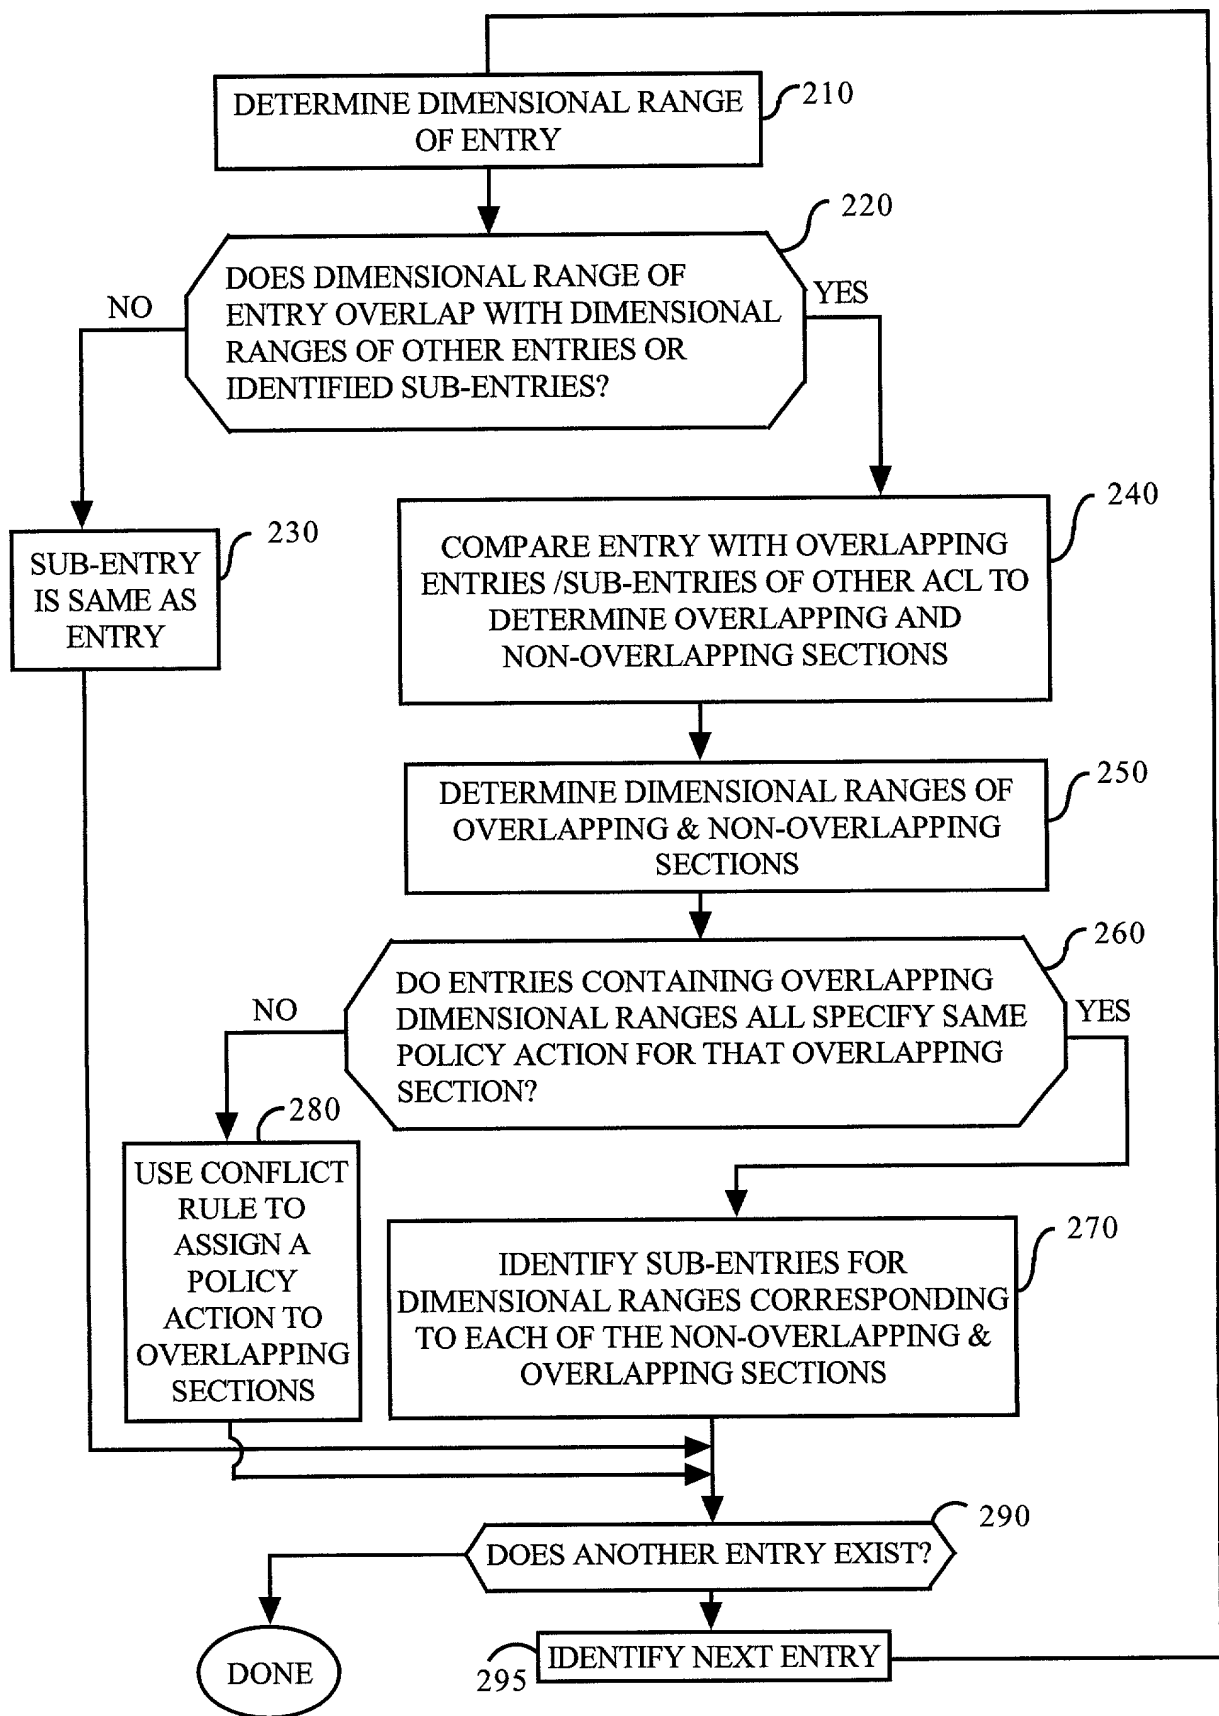 DETERMINE DIMENSIONAL RANGE
OF ENTRY
210
220
DOES DIMENSIONAL RANGE OF
ENTRY OVERLAP WITH DIMENSIONAL
RANGES OF OTHER ENTRIES OR
IDENTIFIED SUB-ENTRIES?
NO
YES
230
SUB-ENTRY
IS SAME AS
ENTRY
240
COMPARE ENTRY WITH OVERLAPPING
ENTRIES /SUB-ENTRIES OF OTHER ACL TO
DETERMINE OVERLAPPING AND
NON-OVERLAPPING SECTIONS
250
DETERMINE DIMENSIONAL RANGES OF
OVERLAPPING & NON-OVERLAPPING
SECTIONS
260
DO ENTRIES CONTAINING OVERLAPPING
DIMENSIONAL RANGES ALL SPECIFY SAME
POLICY ACTION FOR THAT OVERLAPPING
SECTION?
NO
YES
280
USE CONFLICT
RULE TO
ASSIGN A
POLICY
ACTION TO
OVERLAPPING
SECTIONS
270
IDENTIFY SUB-ENTRIES FOR
DIMENSIONAL RANGES CORRESPONDING
TO EACH OF THE NON-OVERLAPPING &
OVERLAPPING SECTIONS
290
DOES ANOTHER ENTRY EXIST?
DONE
295
IDENTIFY NEXT ENTRY